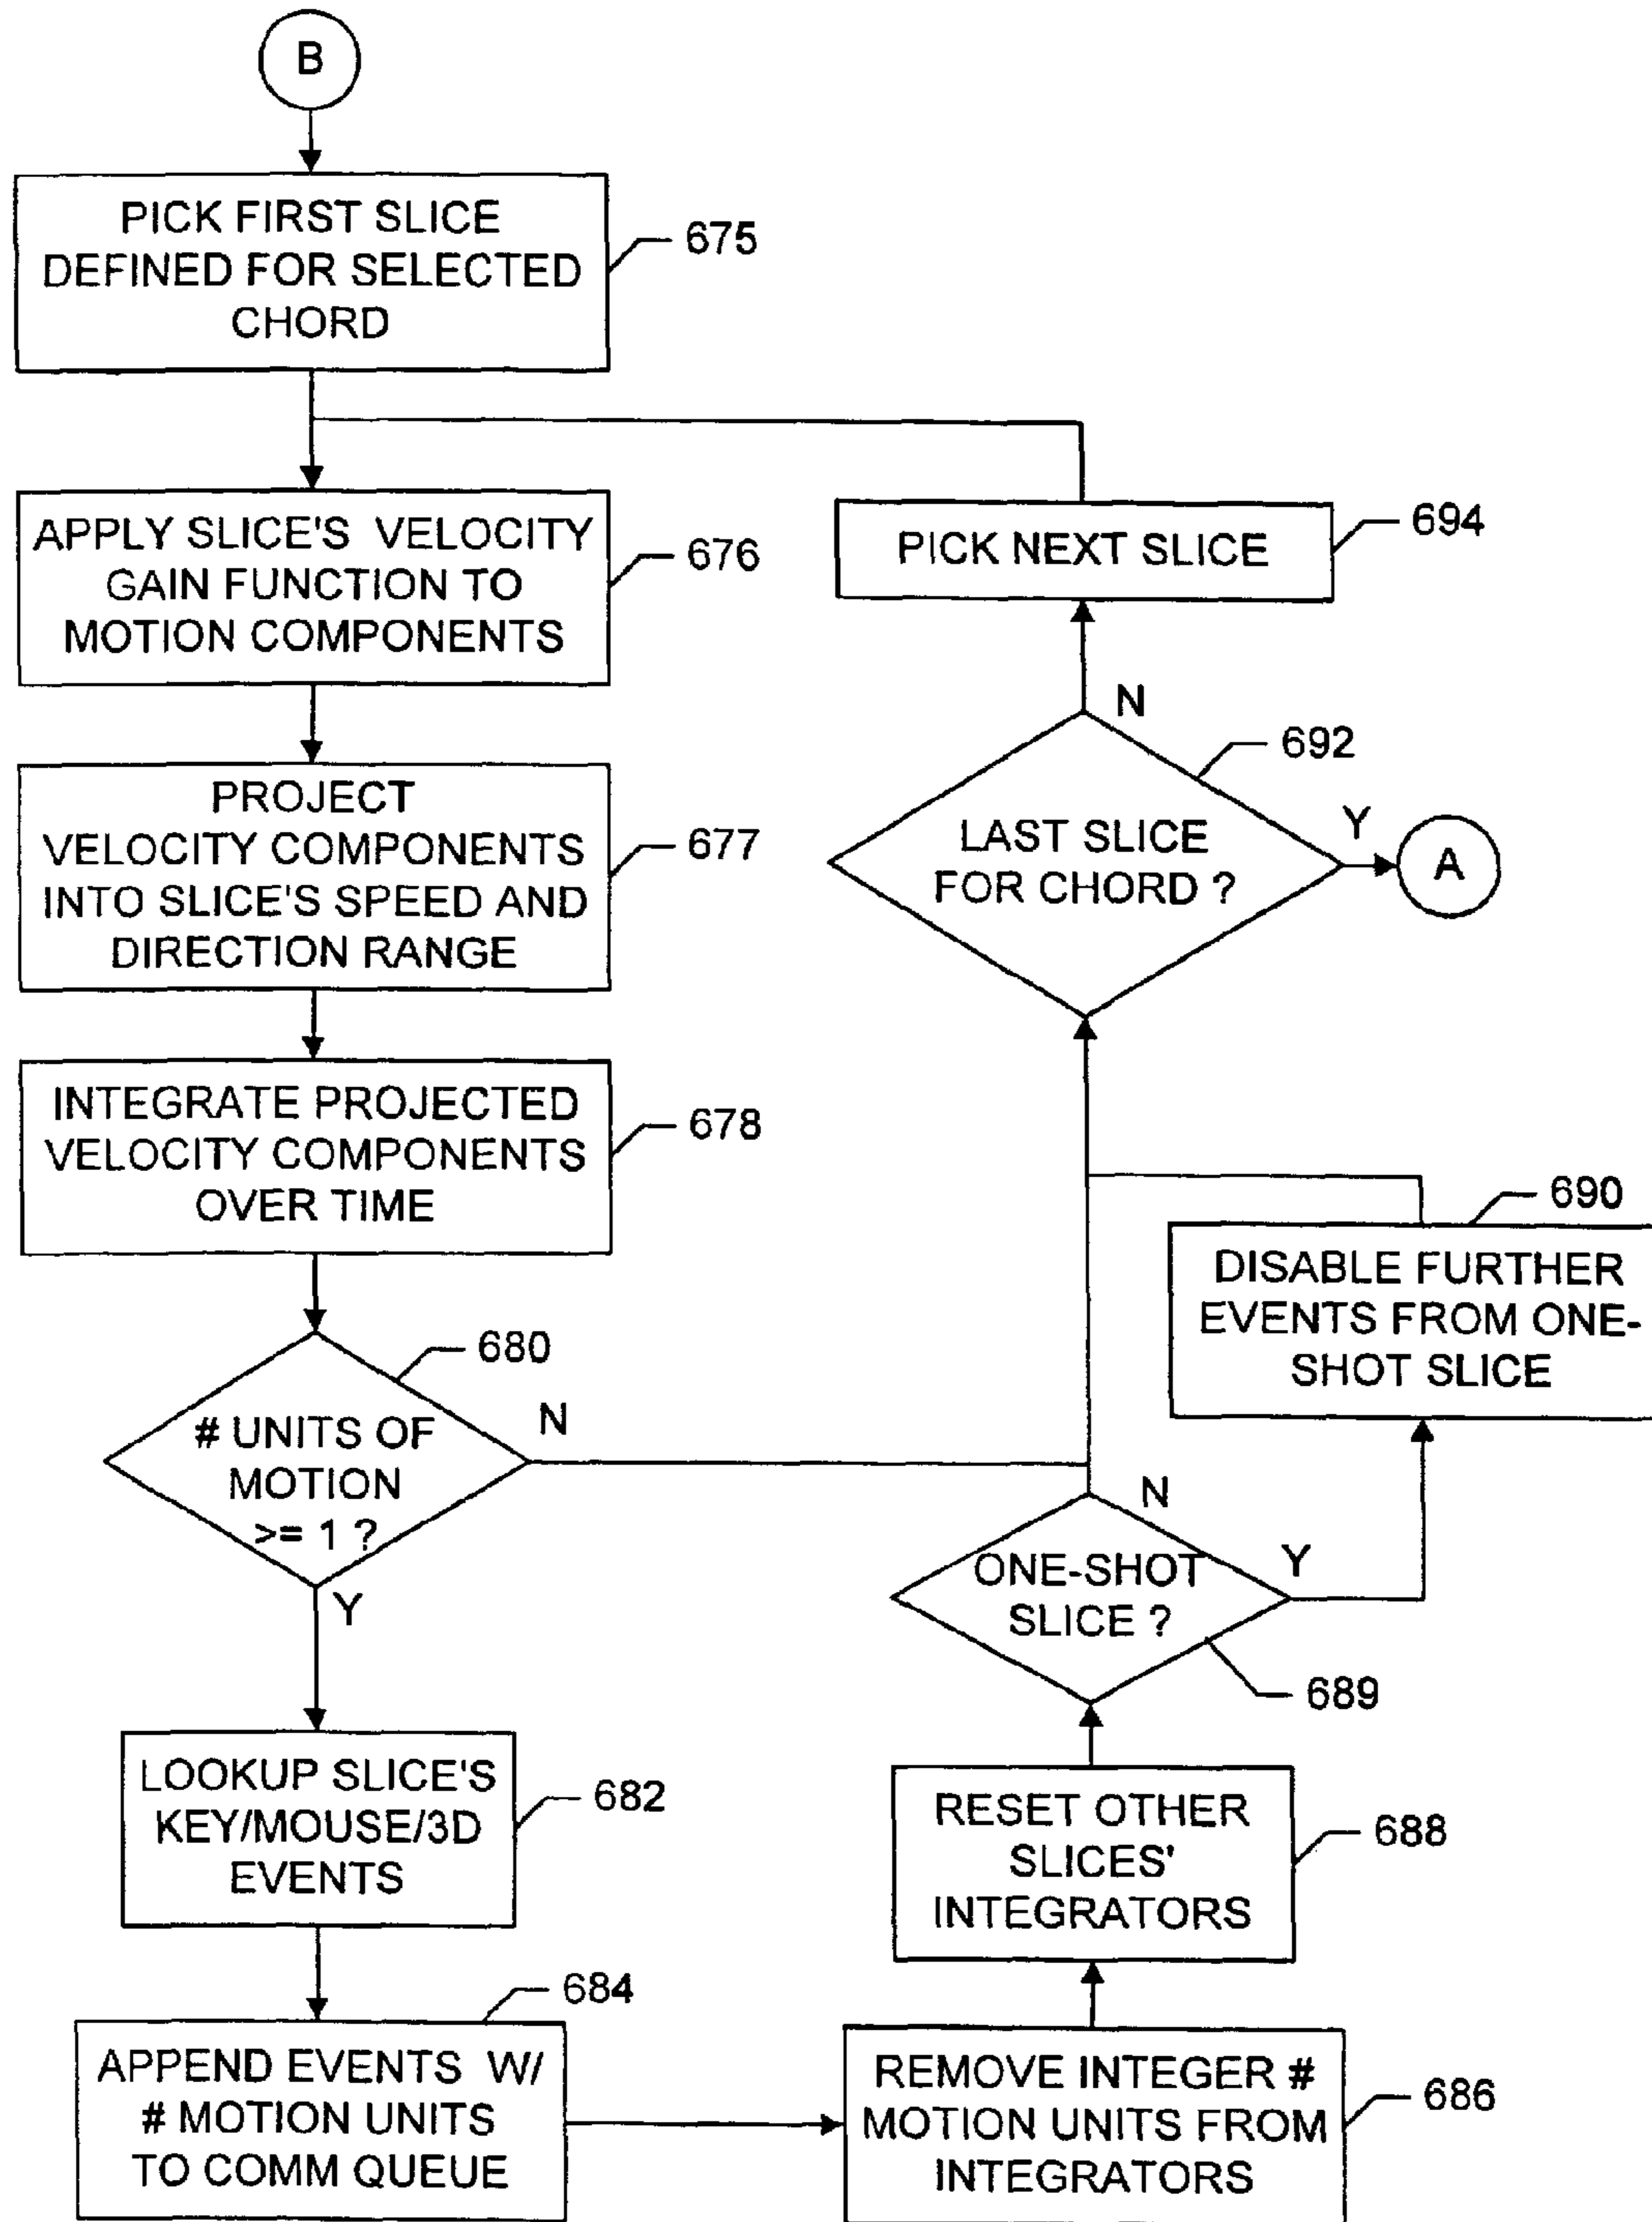 B
PICK FIRST SLICE
DEFINED FOR SELECTED
CHORD
675
APPLY SLICE'S VELOCITY
GAIN FUNCTION TO
MOTION COMPONENTS
676
PROJECT
VELOCITY COMPONENTS
INTO SLICE'S SPEED AND
DIRECTION RANGE
677
INTEGRATE PROJECTED
VELOCITY COMPONENTS
OVER TIME
678
# UNITS OF
MOTION
>= 1 ?
680
N
Y
LOOKUP SLICE'S
KEY/MOUSE/3D
EVENTS
682
APPEND EVENTS W/
# MOTION UNITS
TO COMM QUEUE
684
REMOVE INTEGER #
MOTION UNITS FROM
INTEGRATORS
686
RESET OTHER
SLICES'
INTEGRATORS
688
ONE-SHOT
SLICE ?
689
N
Y
DISABLE FURTHER
EVENTS FROM ONE-
SHOT SLICE
690
LAST SLICE
FOR CHORD ?
692
N
Y
A
PICK NEXT SLICE
694